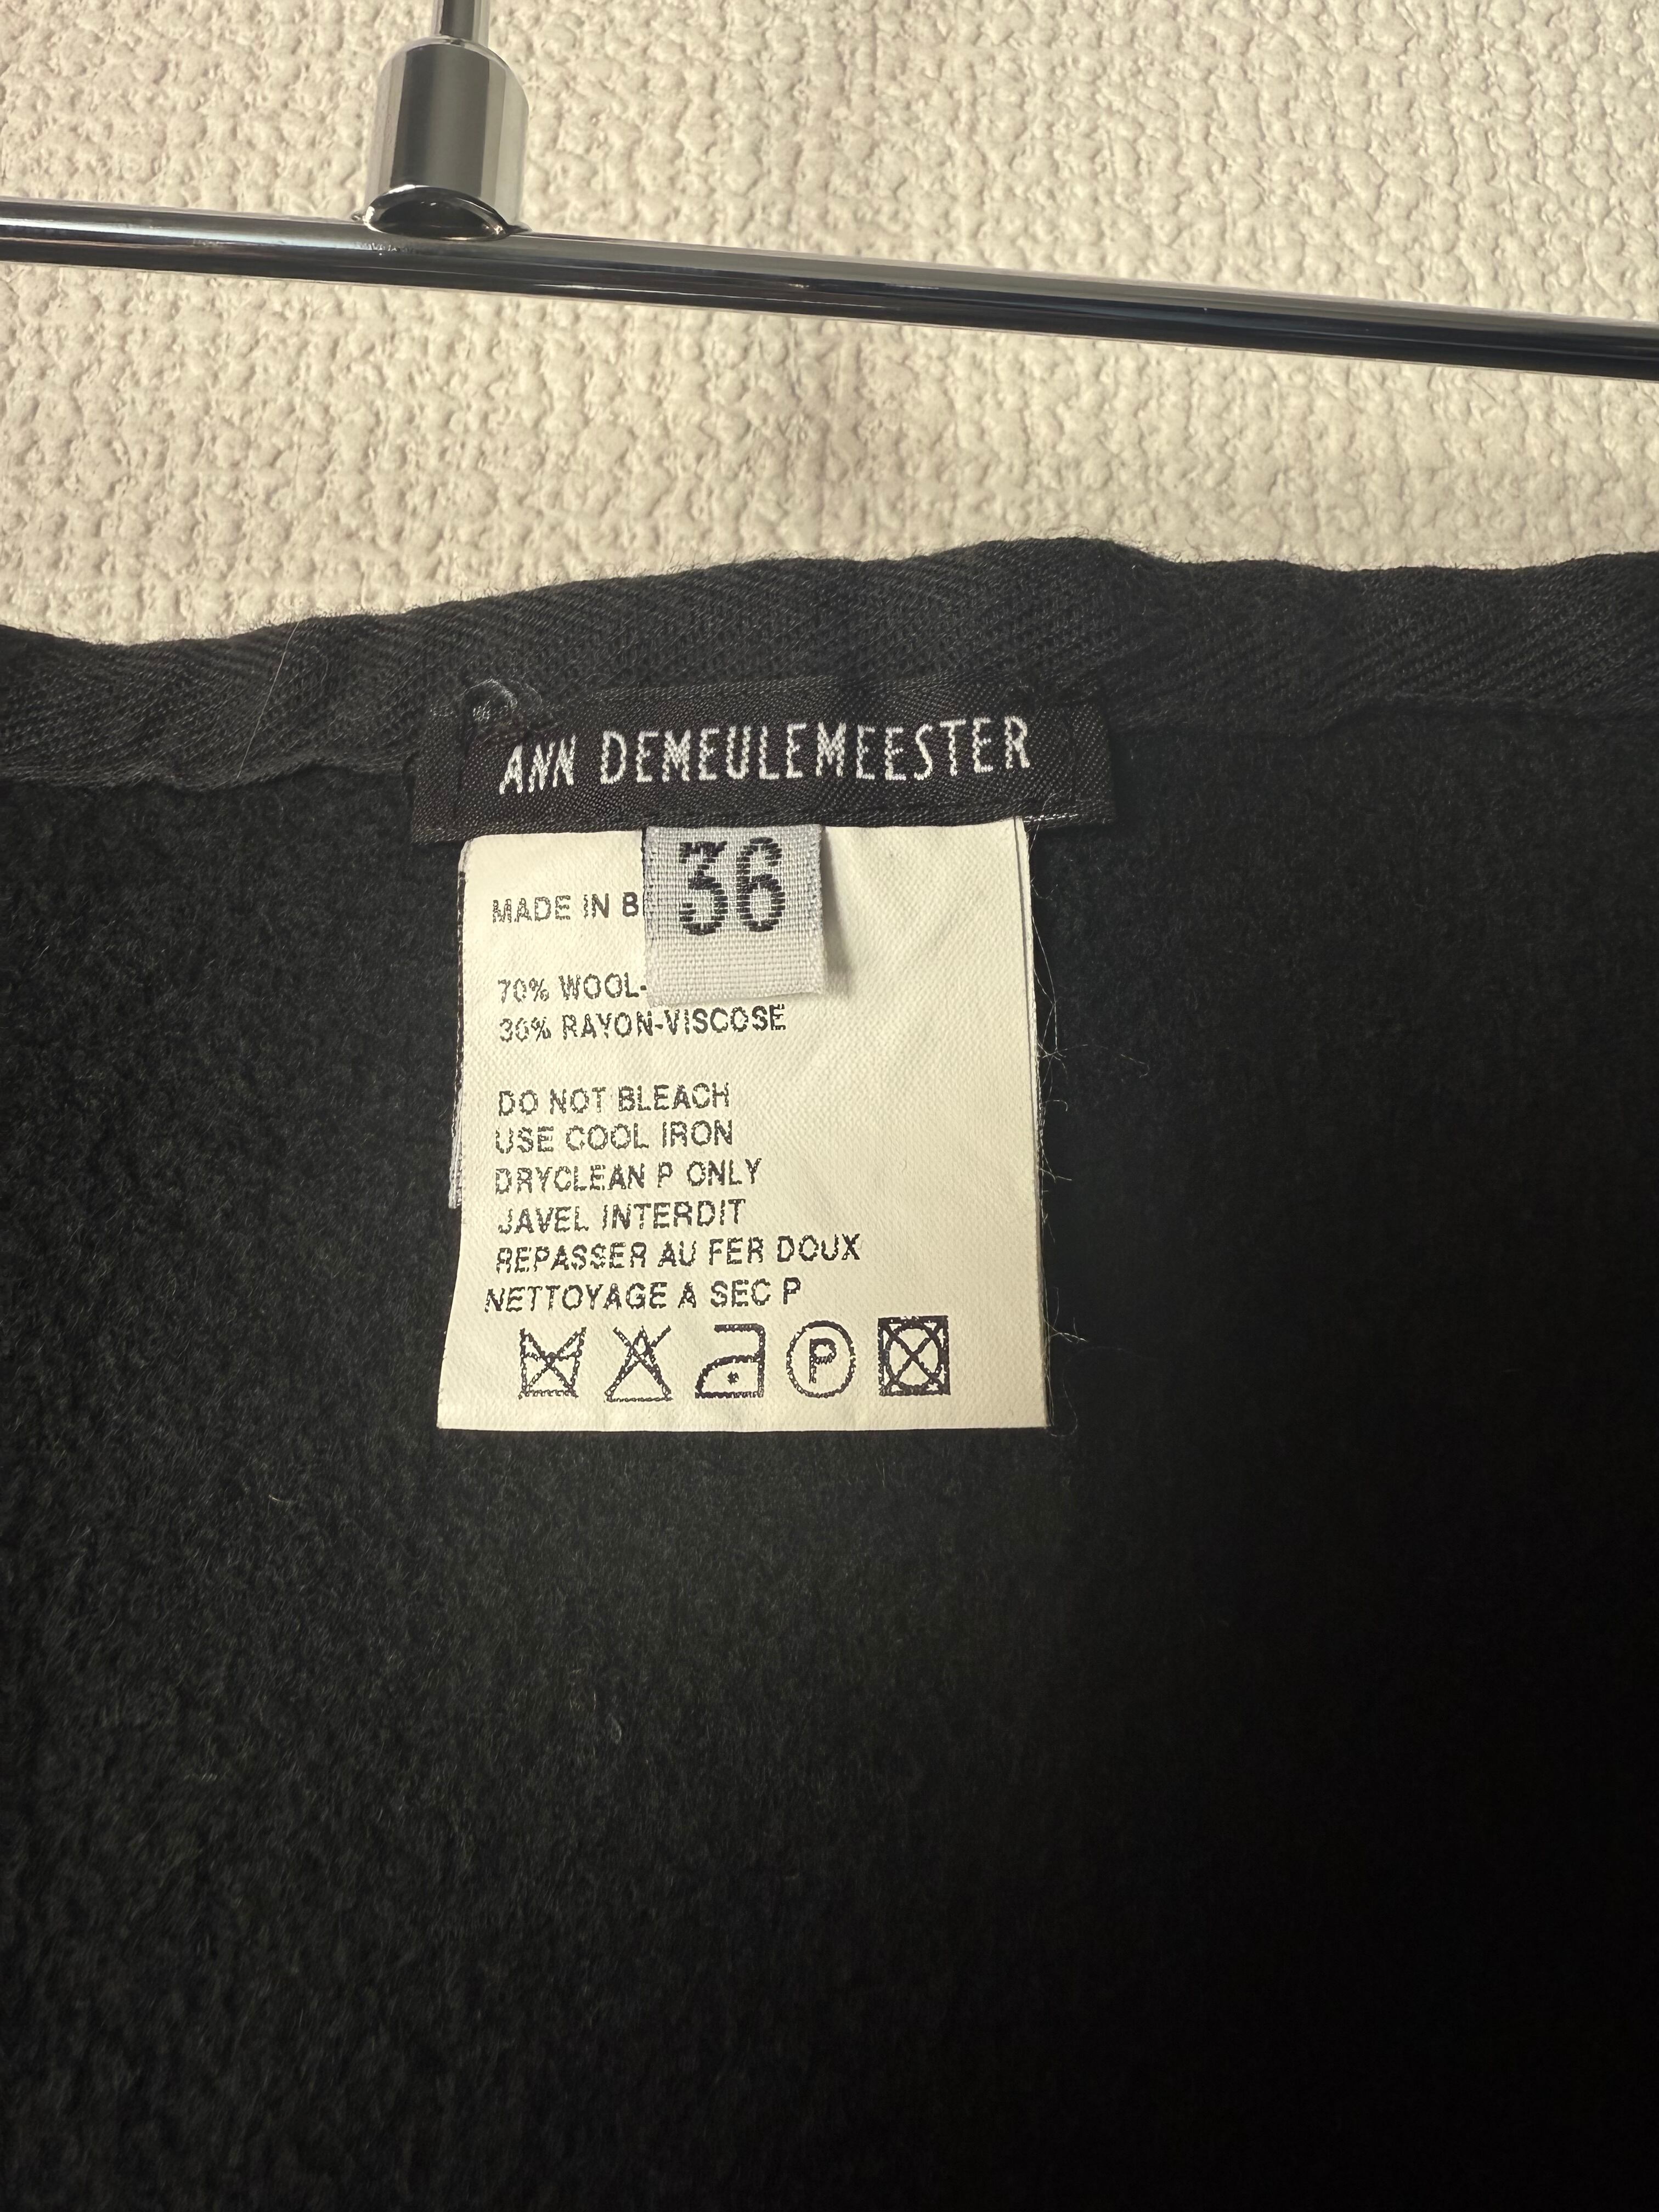 ANN DEMEULEMEESTER
36
MADE IN
70% WOOL-
30% RAYON-VISCOSE
DO NOT BLEACH
USE COOL IRON
DRYCLEAN P ONLY
JAVEL INTERDIT
REPASSER AU FER DOUX
NETTOYAGE A SEC P
P